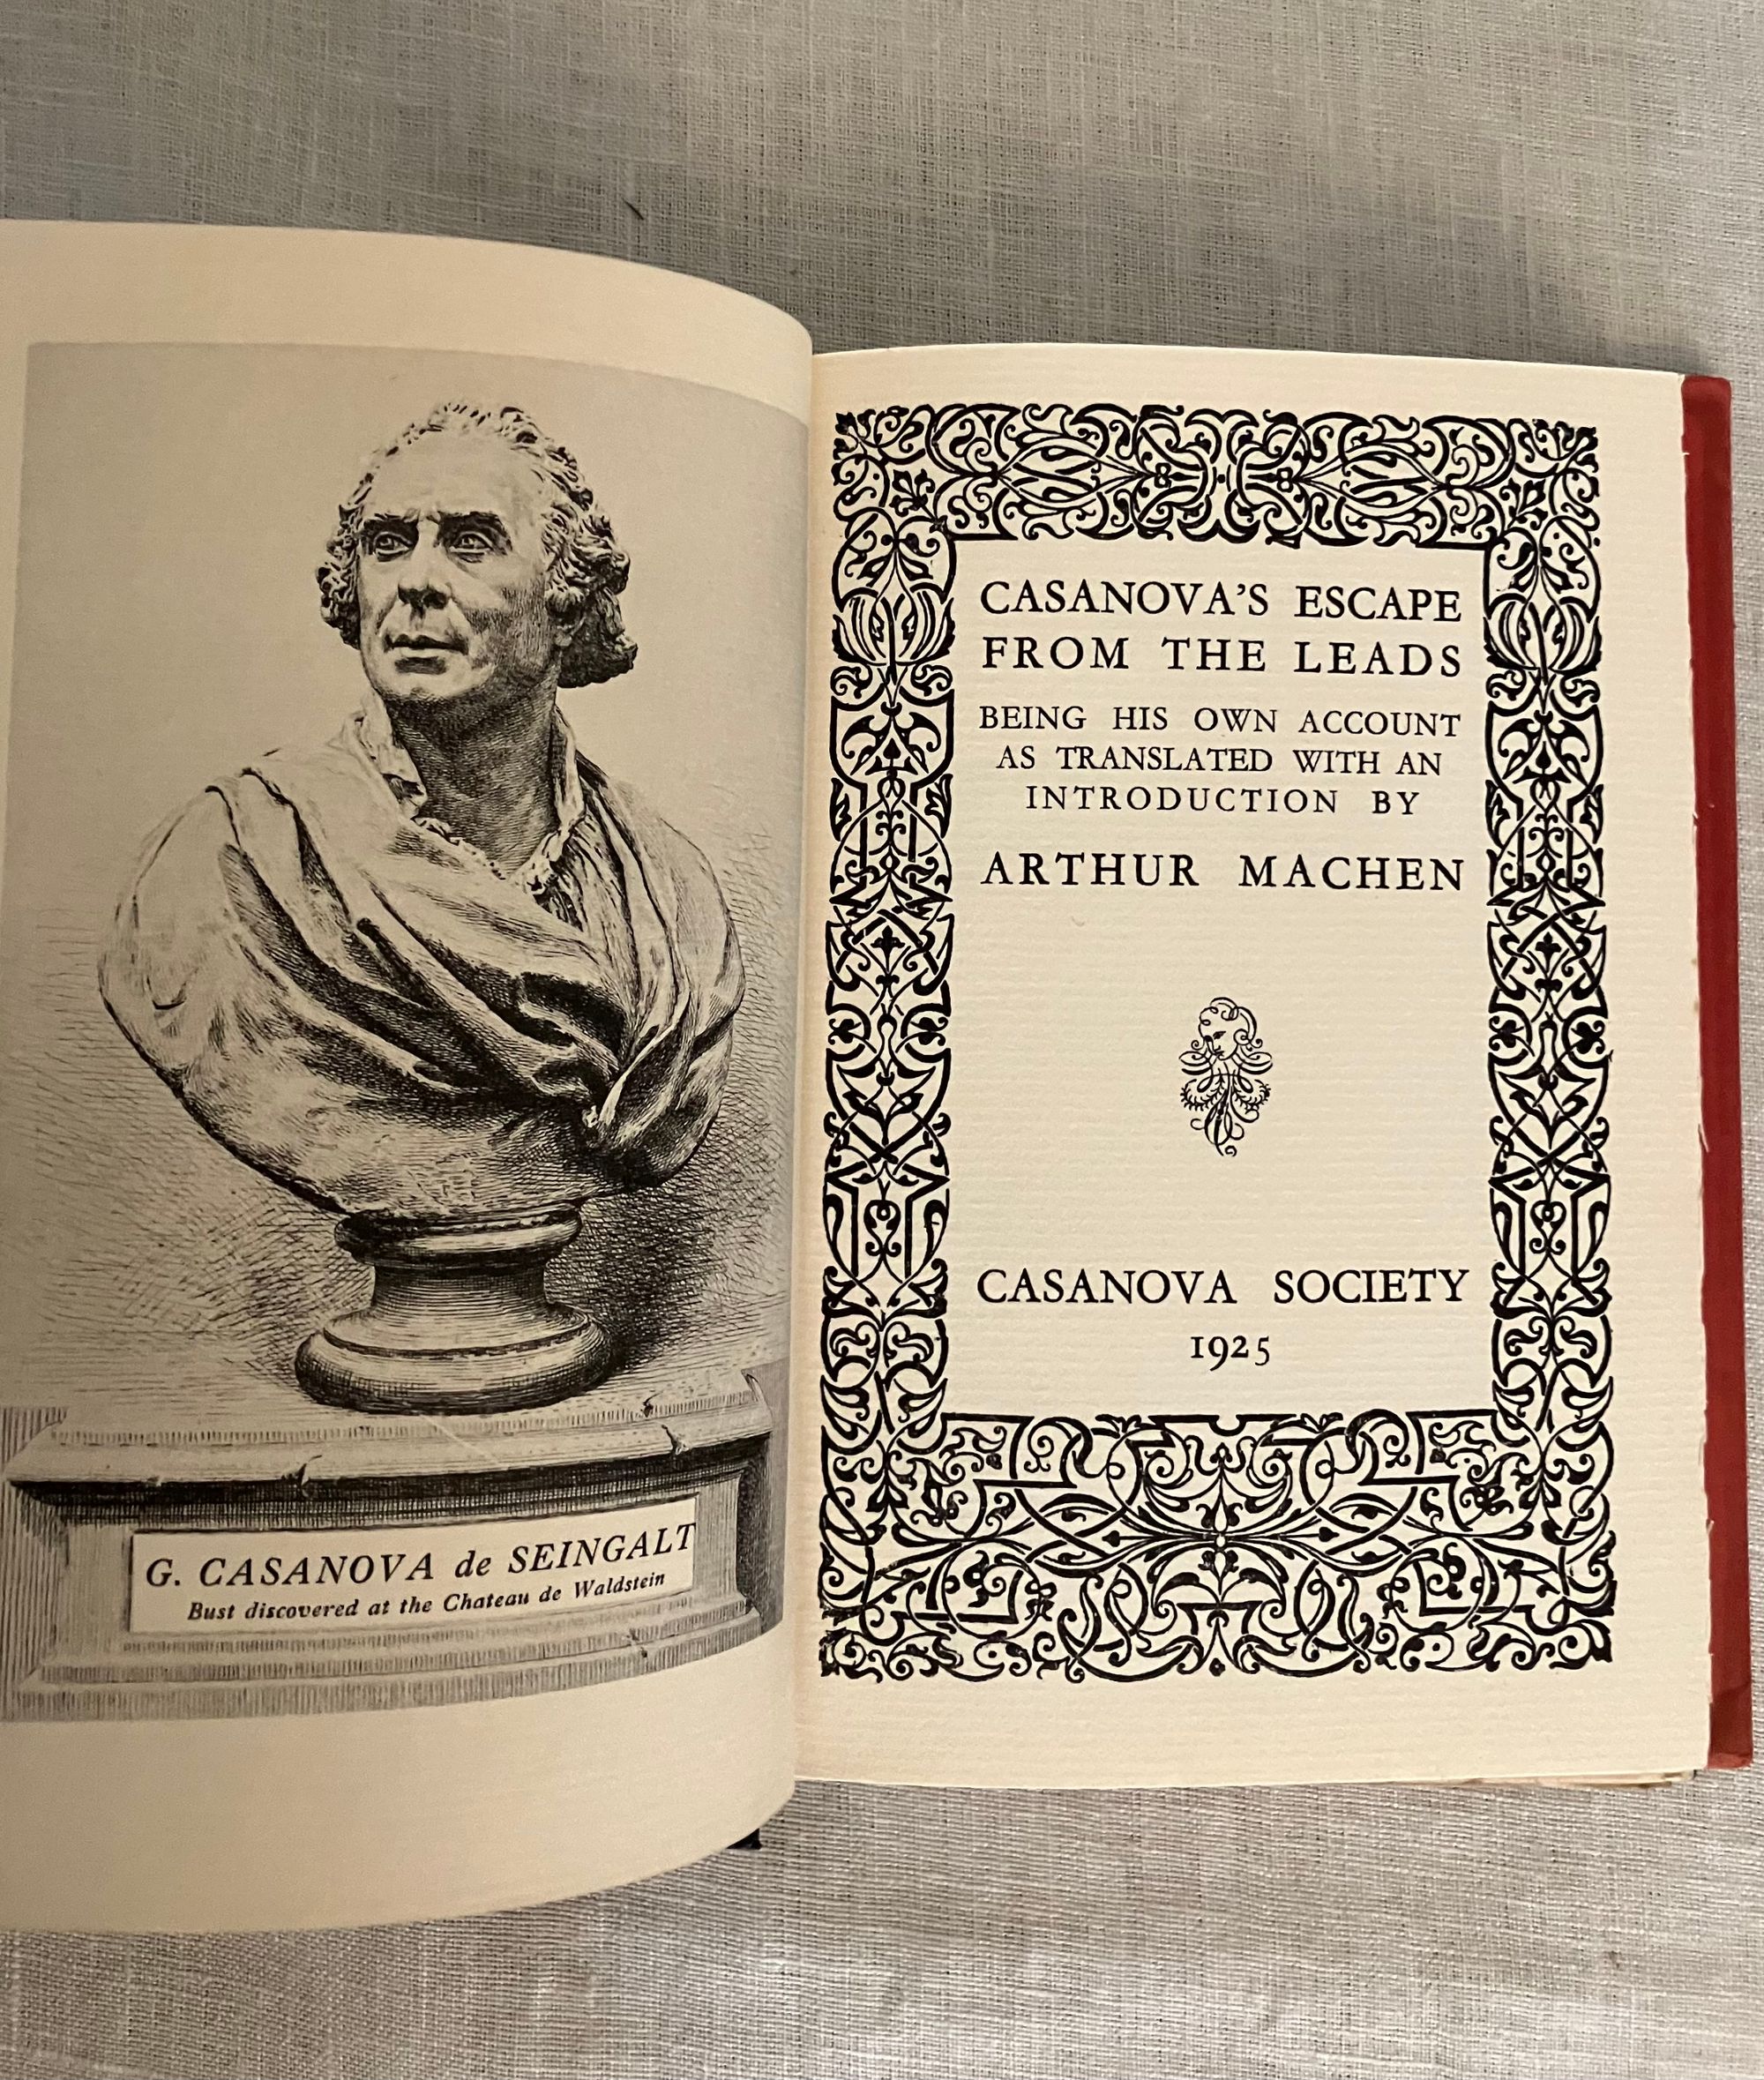 G. CASANOVA de SEINGALT
Bust discovered at the Chateau de Waldstein
CASANOVA'S ESCAPE
FROM THE LEADS
BEING HIS OWN ACCOUNT
AS TRANSLATED WITH AN
INTRODUCTION BY
ARTHUR MACHEN
CASANOVA SOCIETY
1925